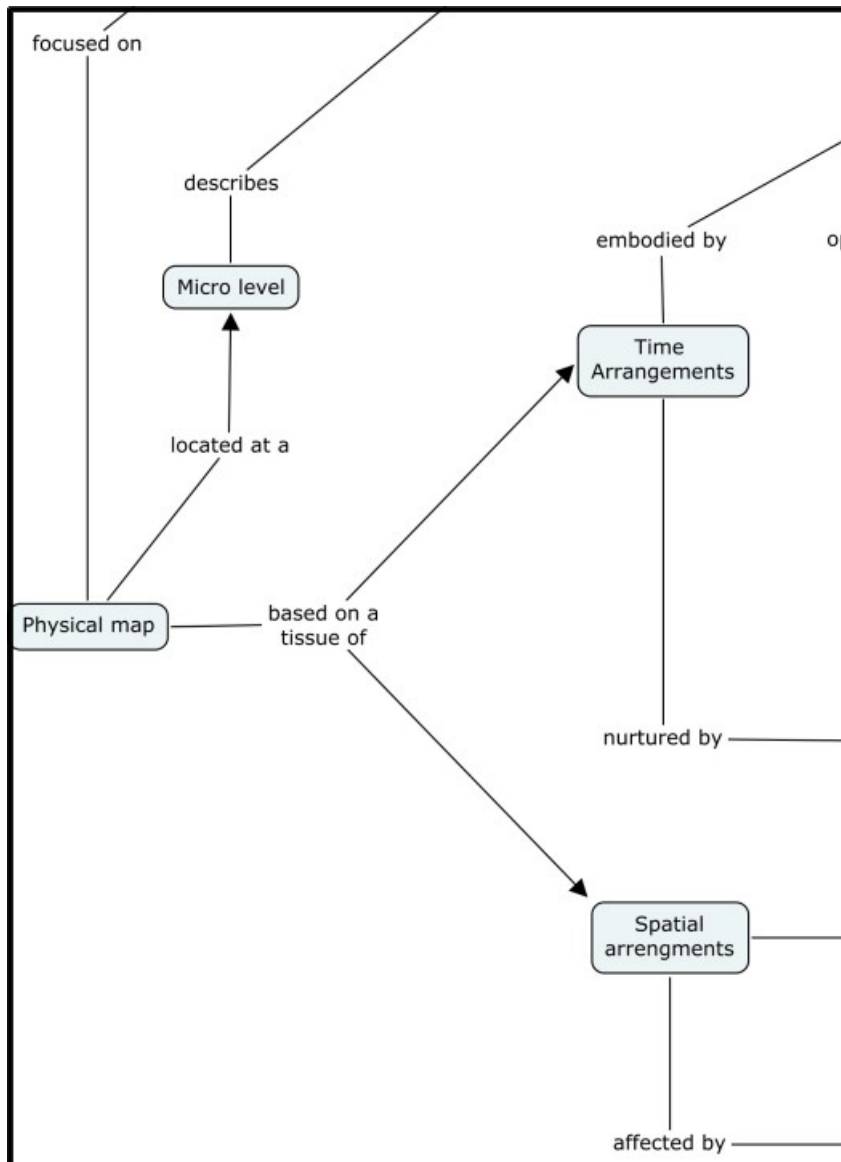 focused on
describes
embodied by
op
Micro level
Time
Arrangements
located at a
Physical map
based on a
tissue of
nurtured by
Spatial
arrengments
affected by